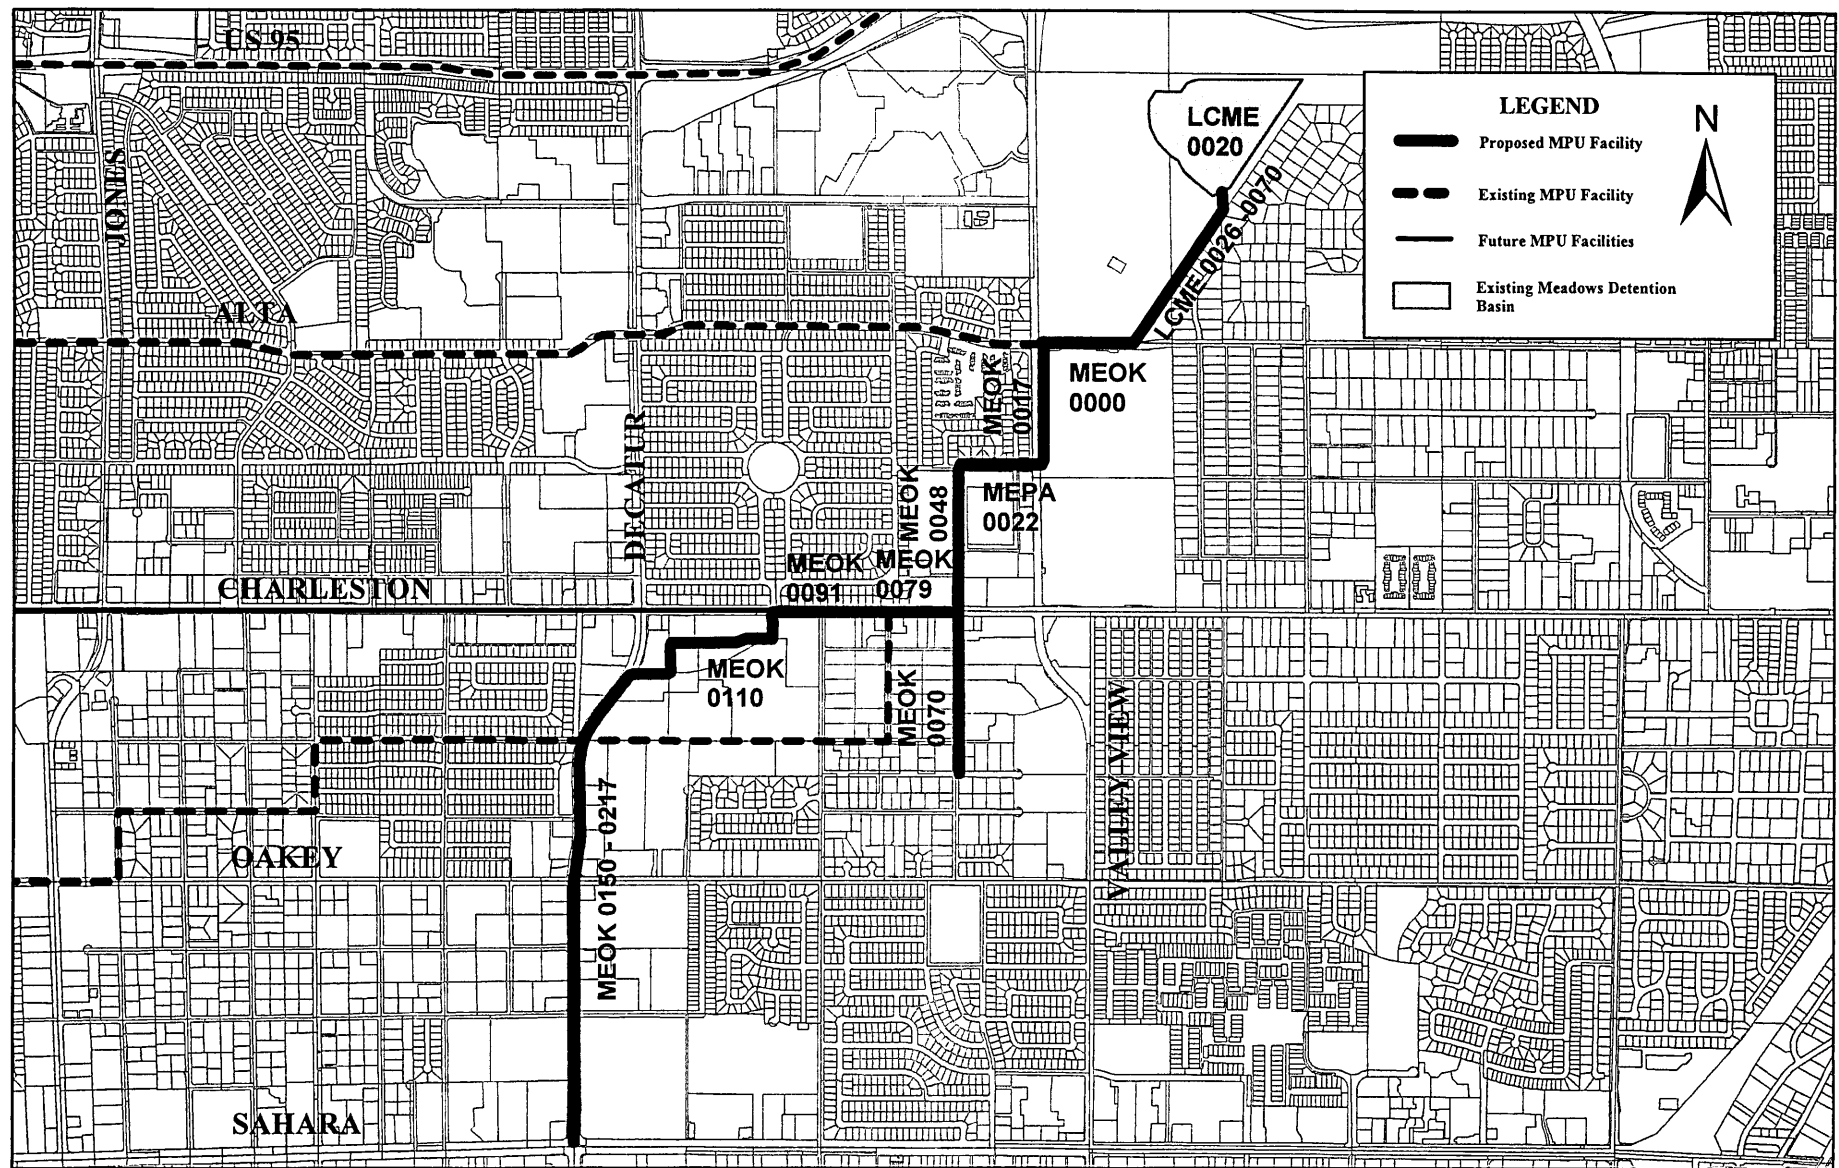 US 95
LEGEND
N
Proposed MPU Facility
Existing MPU Facility
Future MPU Facilities
Existing Meadows Detention
Basin
LCME
0020
JONES
LCME 0026 -0070
ALTA
MEOK
0017
MEOK
0000
DECATUR
MEOK
0048
MEPA
0022
MEOK
0091
MEOK
0079
CHARLESTON
MEOK
0110
MEOK
0070
VALLEY VIEW
MEOK 0150 - 0217
OAKEY
SAHARA